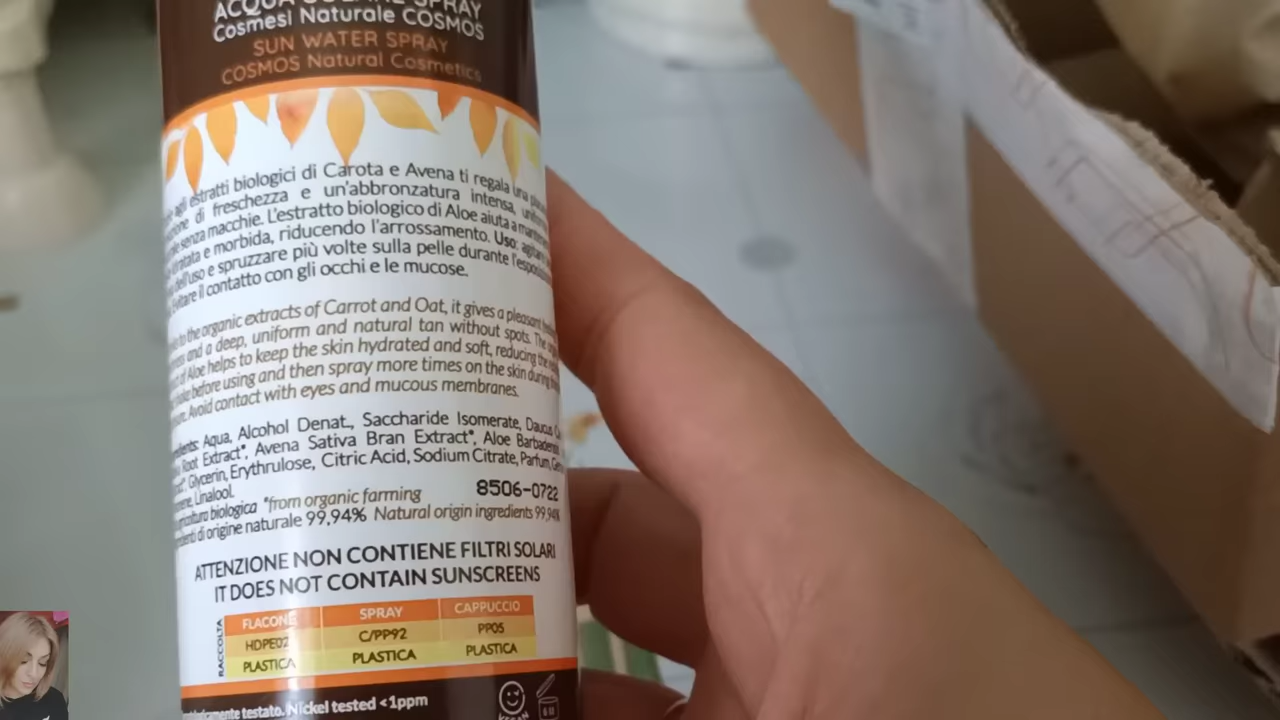 ACQUA SOLARE SPRAY
Cosmesi Naturale COSMOS
SUN WATER SPRAY
COSMOS Natural Cosmetics
agli estratti biologici di Carota e Avena ti regala una
di freschezza e un'abbronzatura intensa,
senza macchie. L'estratto biologico di Aloe aiuta a
e morbida, riducendo l'arrossamento. Uso:
dell'uso e spruzzare più volte sulla pelle durante
Evitare il contatto con gli occhi e le mucose.
to the organic extracts of Carrot and Oat, it gives a pleasant
and a deep, uniform and natural tan without spots. The
of Aloe helps to keep the skin hydrated and soft, reducing the
before using and then spray more times on the skin during
Avoid contact with eyes and mucous membranes.
Aqua, Alcohol Denat., Saccharide Isomerate, Daucus
Root Extract*, Avena Sativa Bran Extract*, Aloe
Glycerin, Erythrulose, Citric Acid, Sodium Citrate, Parfum,
Linalool.
biologica *from organic farming 8506-0722
di origine naturale 99,94% Natural origin ingredients 99,94%
ATTENZIONE NON CONTIENE FILTRI SOLARI
IT DOES NOT CONTAIN SUNSCREENS
RACCOLTA
FLACONE SPRAY CAPPUCCIO
HDPE02 C/PP92 PP05
PLASTICA PLASTICA PLASTICA
testato. Nickel tested <1ppm
VEGAN
6 M